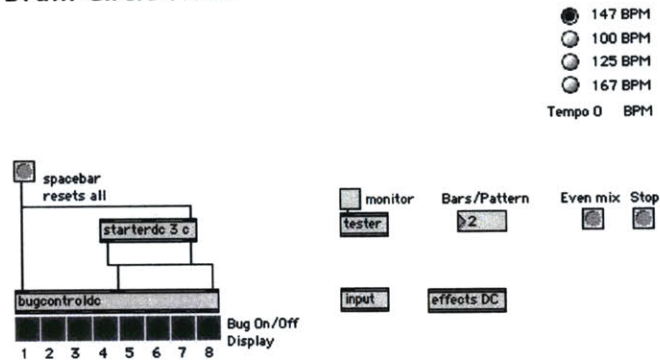 147 BPM
100 BPM
125 BPM
167 BPM
Tempo 0 BPM
spacebar
resets all
starterdc 3 c
monitor
tester
Bars/Pattern
2
Even mix
Stop
bugcontroldc
input
effects DC
Bug On/Off
Display
1 2 3 4 5 6 7 8